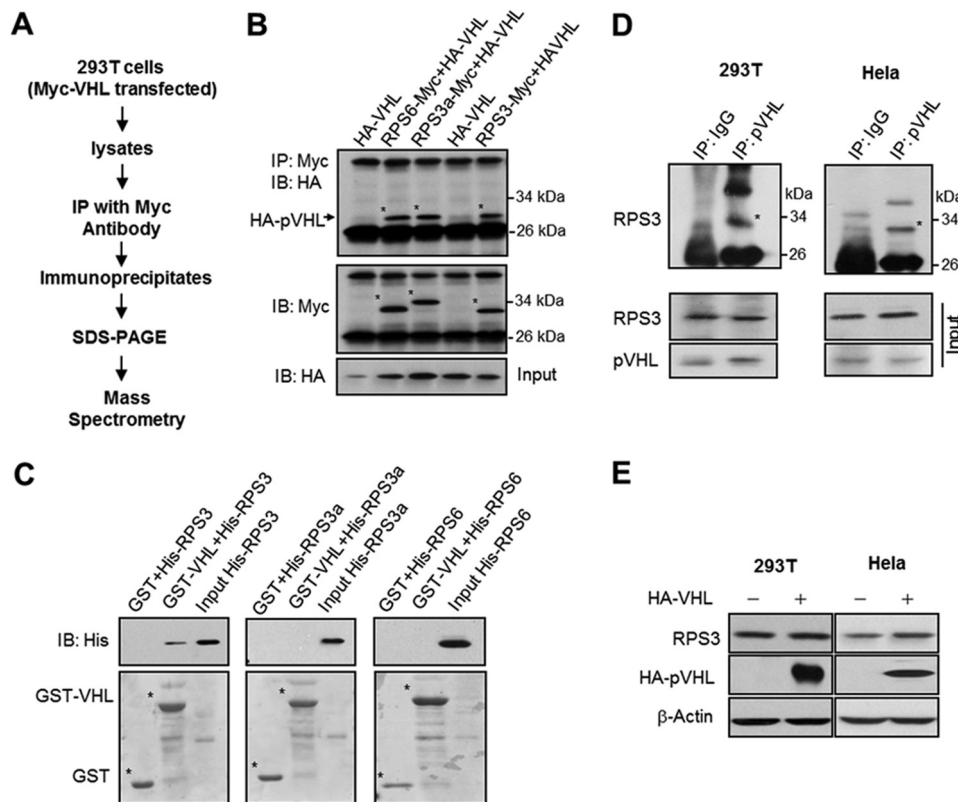 A
293T cells
(Myc-VHL transfected)
lysates
IP with Myc
Antibody
Immunoprecipitates
SDS-PAGE
Mass
Spectrometry
B
HA-VHL
RPS6-Myc+HA-VHL
RPS3a-Myc+HA-VHL
HA-VHL
RPS3-Myc+HAVHL
IP: Myc
IB: HA
HA-pVHL
* * *
34 kDa
26 kDa
IB: Myc
* * *
34 kDa
26 kDa
IB: HA
Input
C
GST+His-RPS3
GST-VHL+His-RPS3
Input His-RPS3
GST+His-RPS3a
GST-VHL+His-RPS3a
Input His-RPS3a
GST+His-RPS6
GST-VHL+His-RPS6
Input His-RPS6
IB: His
GST-VHL
* * *
GST
* * *
D
293T
Hela
IP: IgG
IP: pVHL
IP: IgG
IP: pVHL
RPS3
kDa
34
26
*
kDa
34
26
*
RPS3
pVHL
Input
E
293T
Hela
HA-VHL
− + − +
RPS3
HA-pVHL
β-Actin